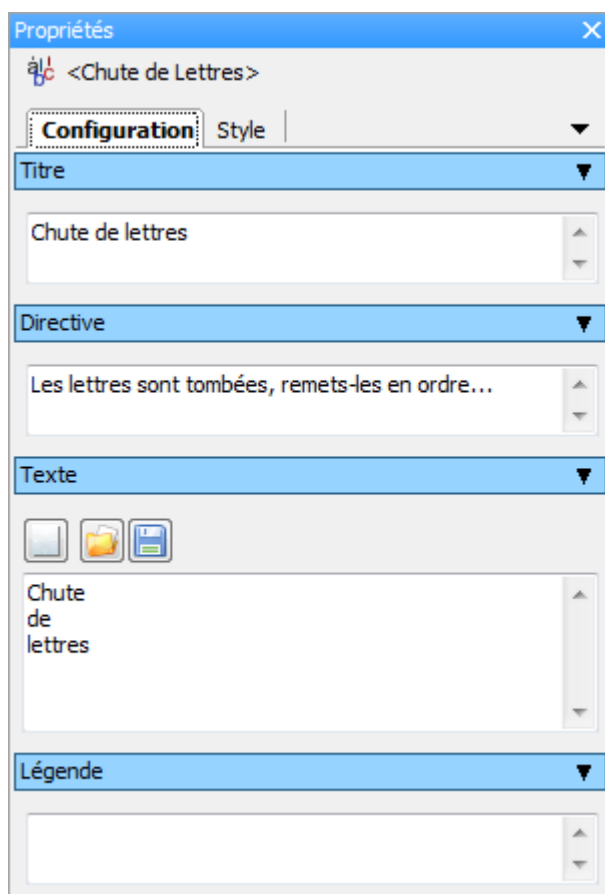 Propriétés
<Chute de Lettres>
Configuration Style
Titre
Chute de lettres
Directive
Les lettres sont tombées, remets-les en ordre...
Texte
Chute
de
lettres
Légende